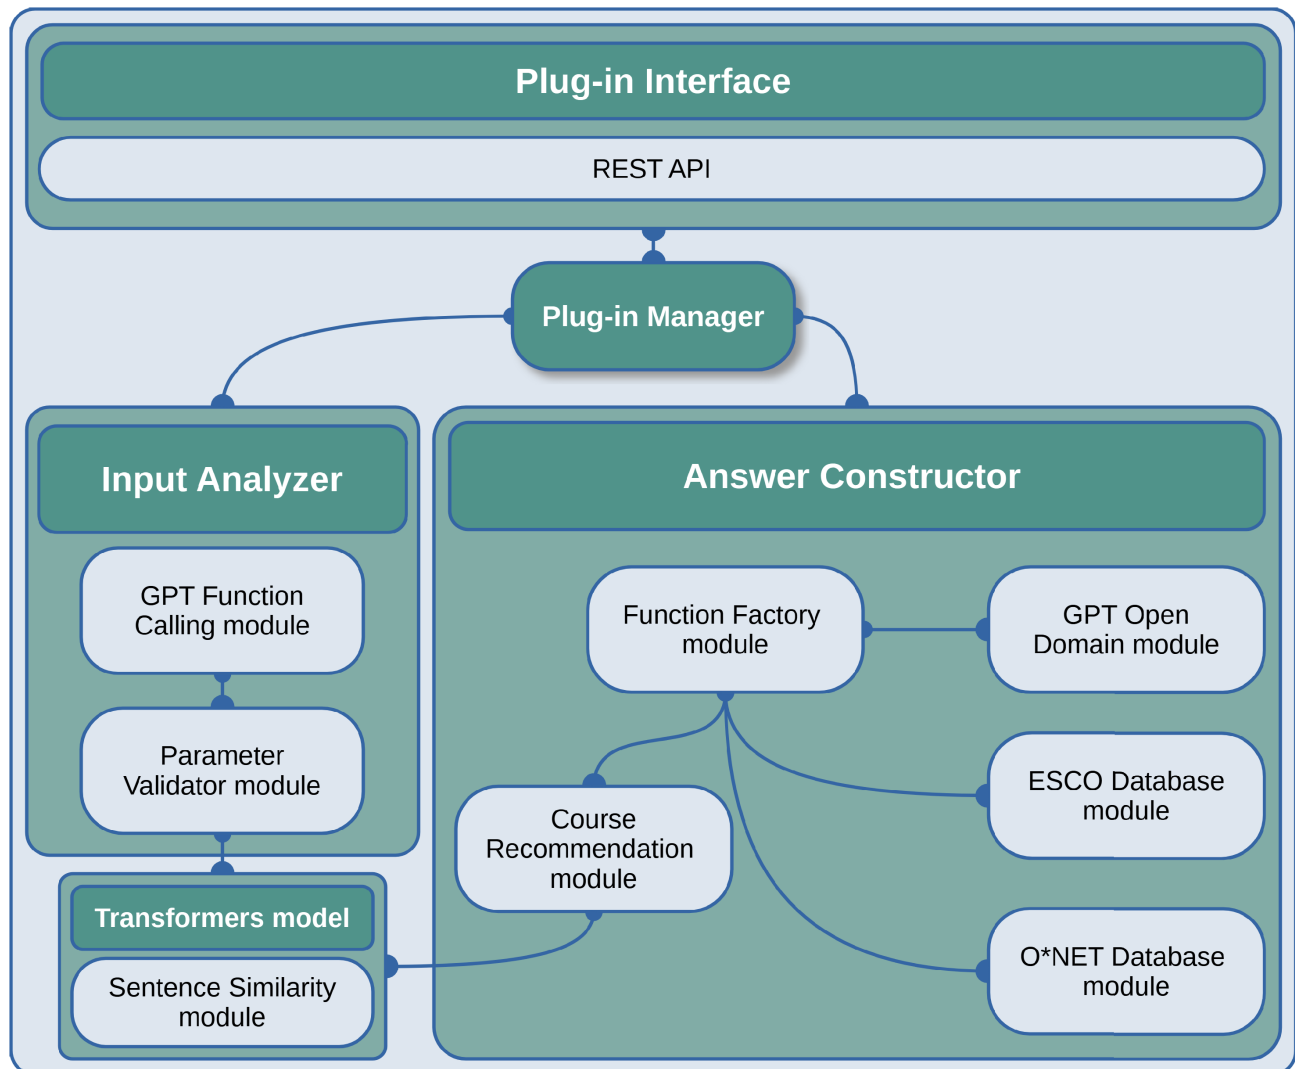 Plug-in Interface
REST API
Plug-in Manager
Input Analyzer
GPT Function
Calling module
Parameter
Validator module
Transformers model
Sentence Similarity
module
Answer Constructor
Function Factory
module
GPT Open
Domain module
Course
Recommendation
module
ESCO Database
module
O*NET Database
module